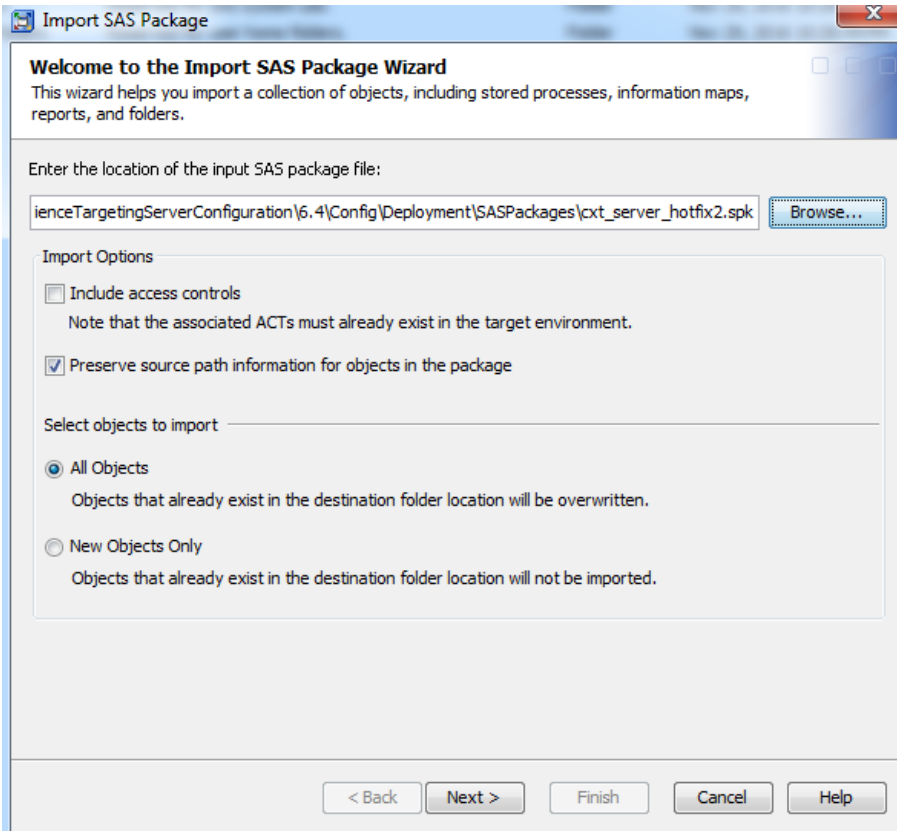 Import SAS Package
Welcome to the Import SAS Package Wizard
This wizard helps you import a collection of objects, including stored processes, information maps,
reports, and folders.
Enter the location of the input SAS package file:
ienceTargetingServerConfiguration\6.4\Config\Deployment\SASPackages\cxt_server_hotfix2.spk
Browse...
Import Options
Include access controls
Note that the associated ACTs must already exist in the target environment.
Preserve source path information for objects in the package
Select objects to import
All Objects
Objects that already exist in the destination folder location will be overwritten.
New Objects Only
Objects that already exist in the destination folder location will not be imported.
< Back Next > Finish Cancel Help